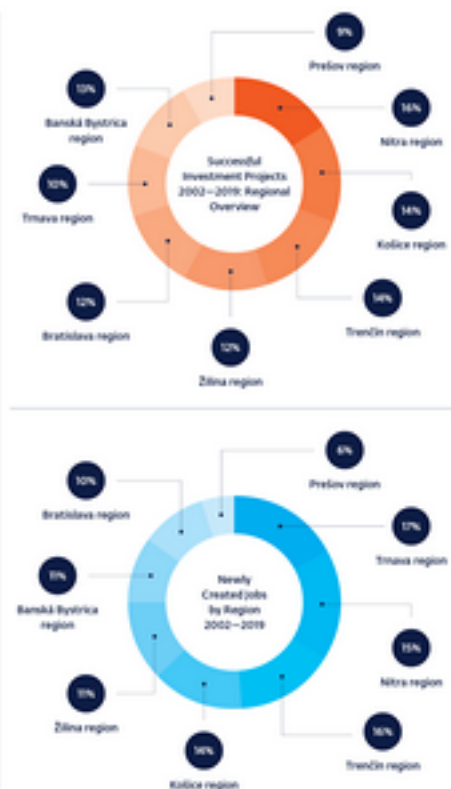 9%
Prešov region
13%
Banská Bystrica
region
16%
Nitra region
Successful
Investment Projects
2002—2019: Regional
Overview
10%
Trnava region
14%
Košice region
12%
Bratislava region
14%
Trenčín region
12%
Žilina region
6%
Prešov region
10%
Bratislava region
17%
Trnava region
Newly
Created Jobs
by Region
2002—2019
11%
Banská Bystrica
region
15%
Nitra region
11%
Žilina region
16%
Trenčín region
14%
Košice region